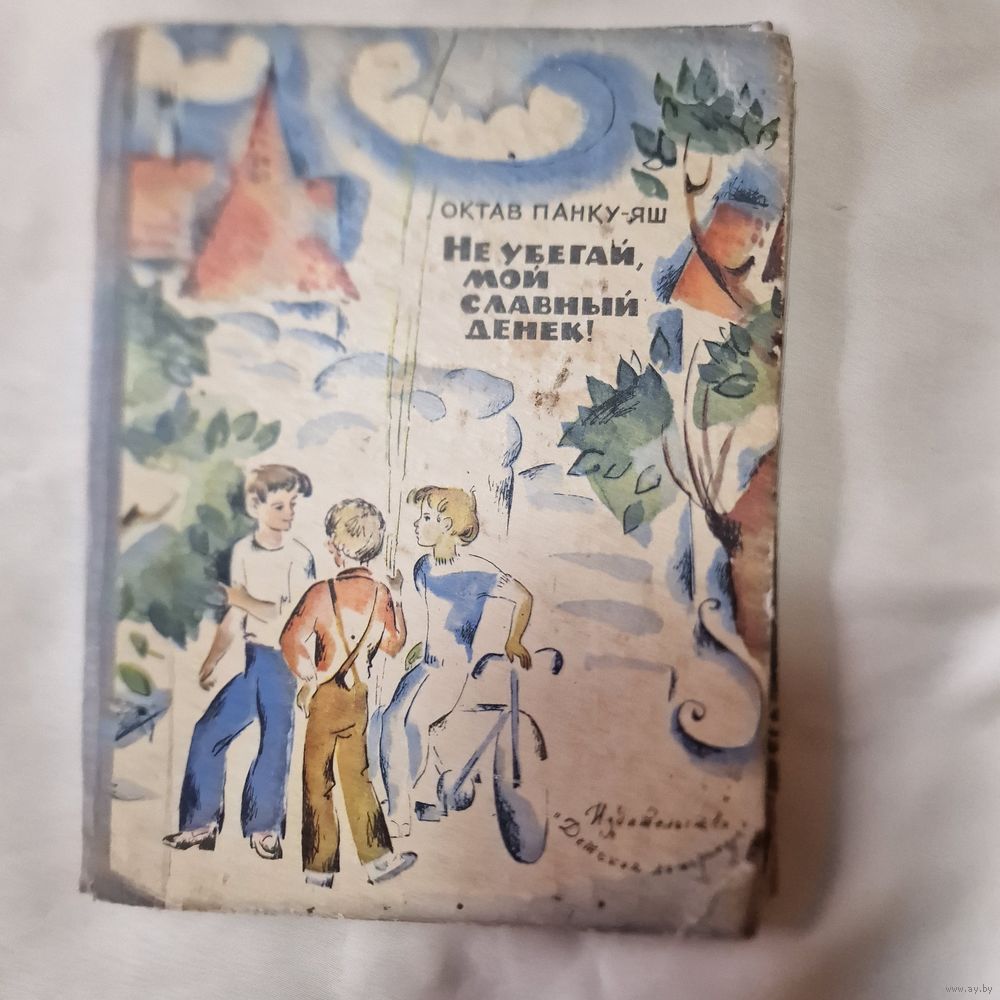 ОКТАВ ПАНКУ-ЯШ
НЕ УБЕГАЙ,
МОЙ
СЛАВНЫЙ
ДЕНЕК!
Издательство
"Детская литература"
www.ay.by